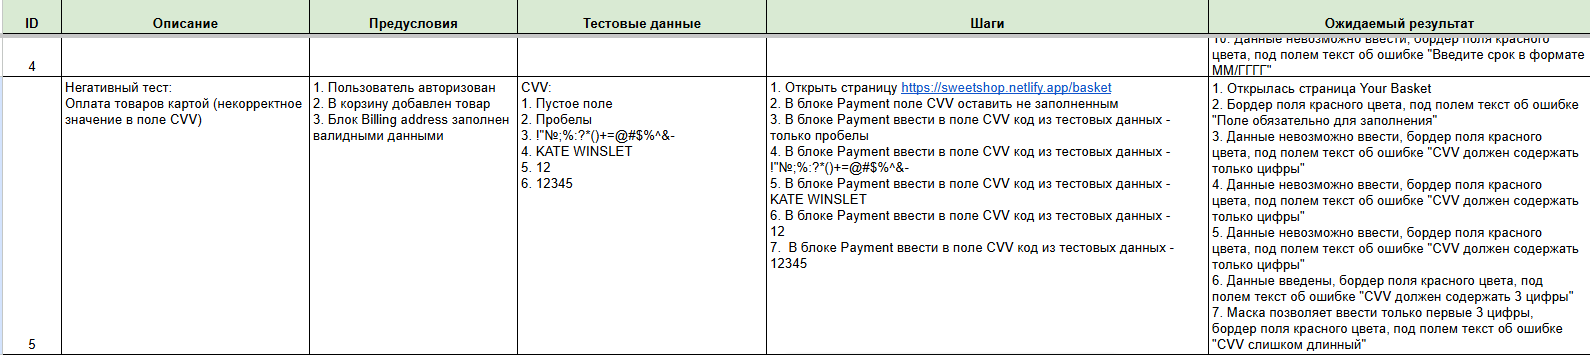 ID
Описание
Предусловия
Тестовые данные
Шаги
Ожидаемый результат
4
10. Данные невозможно ввести, бордер поля красного
цвета, под полем текст об ошибке "Введите срок в формате
ММ/ГГГГ"
5
Негативный тест:
Оплата товаров картой (некорректное
значение в поле CVV)
1. Пользователь авторизован
2. В корзину добавлен товар
3. Блок Billing address заполнен
валидными данными
CVV:
1. Пустое поле
2. Пробелы
3. !"№;%:?*()+=@#$%^&-
4. KATE WINSLET
5. 12
6. 12345
1. Открыть страницу https://sweetshop.netlify.app/basket
2. В блоке Payment поле CVV оставить не заполненным
3. В блоке Payment ввести в поле CVV код из тестовых данных -
только пробелы
4. В блоке Payment ввести в поле CVV код из тестовых данных -
!"№;%:?*()+=@#$%^&-
5. В блоке Payment ввести в поле CVV код из тестовых данных -
KATE WINSLET
6. В блоке Payment ввести в поле CVV код из тестовых данных -
12
7.  В блоке Payment ввести в поле CVV код из тестовых данных -
12345
1. Открылась страница Your Basket
2. Бордер поля красного цвета, под полем текст об ошибке
"Поле обязательно для заполнения"
3. Данные невозможно ввести, бордер поля красного
цвета, под полем текст об ошибке "CVV должен содержать
только цифры"
4. Данные невозможно ввести, бордер поля красного
цвета, под полем текст об ошибке "CVV должен содержать
только цифры"
5. Данные невозможно ввести, бордер поля красного
цвета, под полем текст об ошибке "CVV должен содержать
только цифры"
6. Данные введены, бордер поля красного цвета, под
полем текст об ошибке "CVV должен содержать 3 цифры"
7. Маска позволяет ввести только первые 3 цифры,
бордер поля красного цвета, под полем текст об ошибке
"CVV слишком длинный"